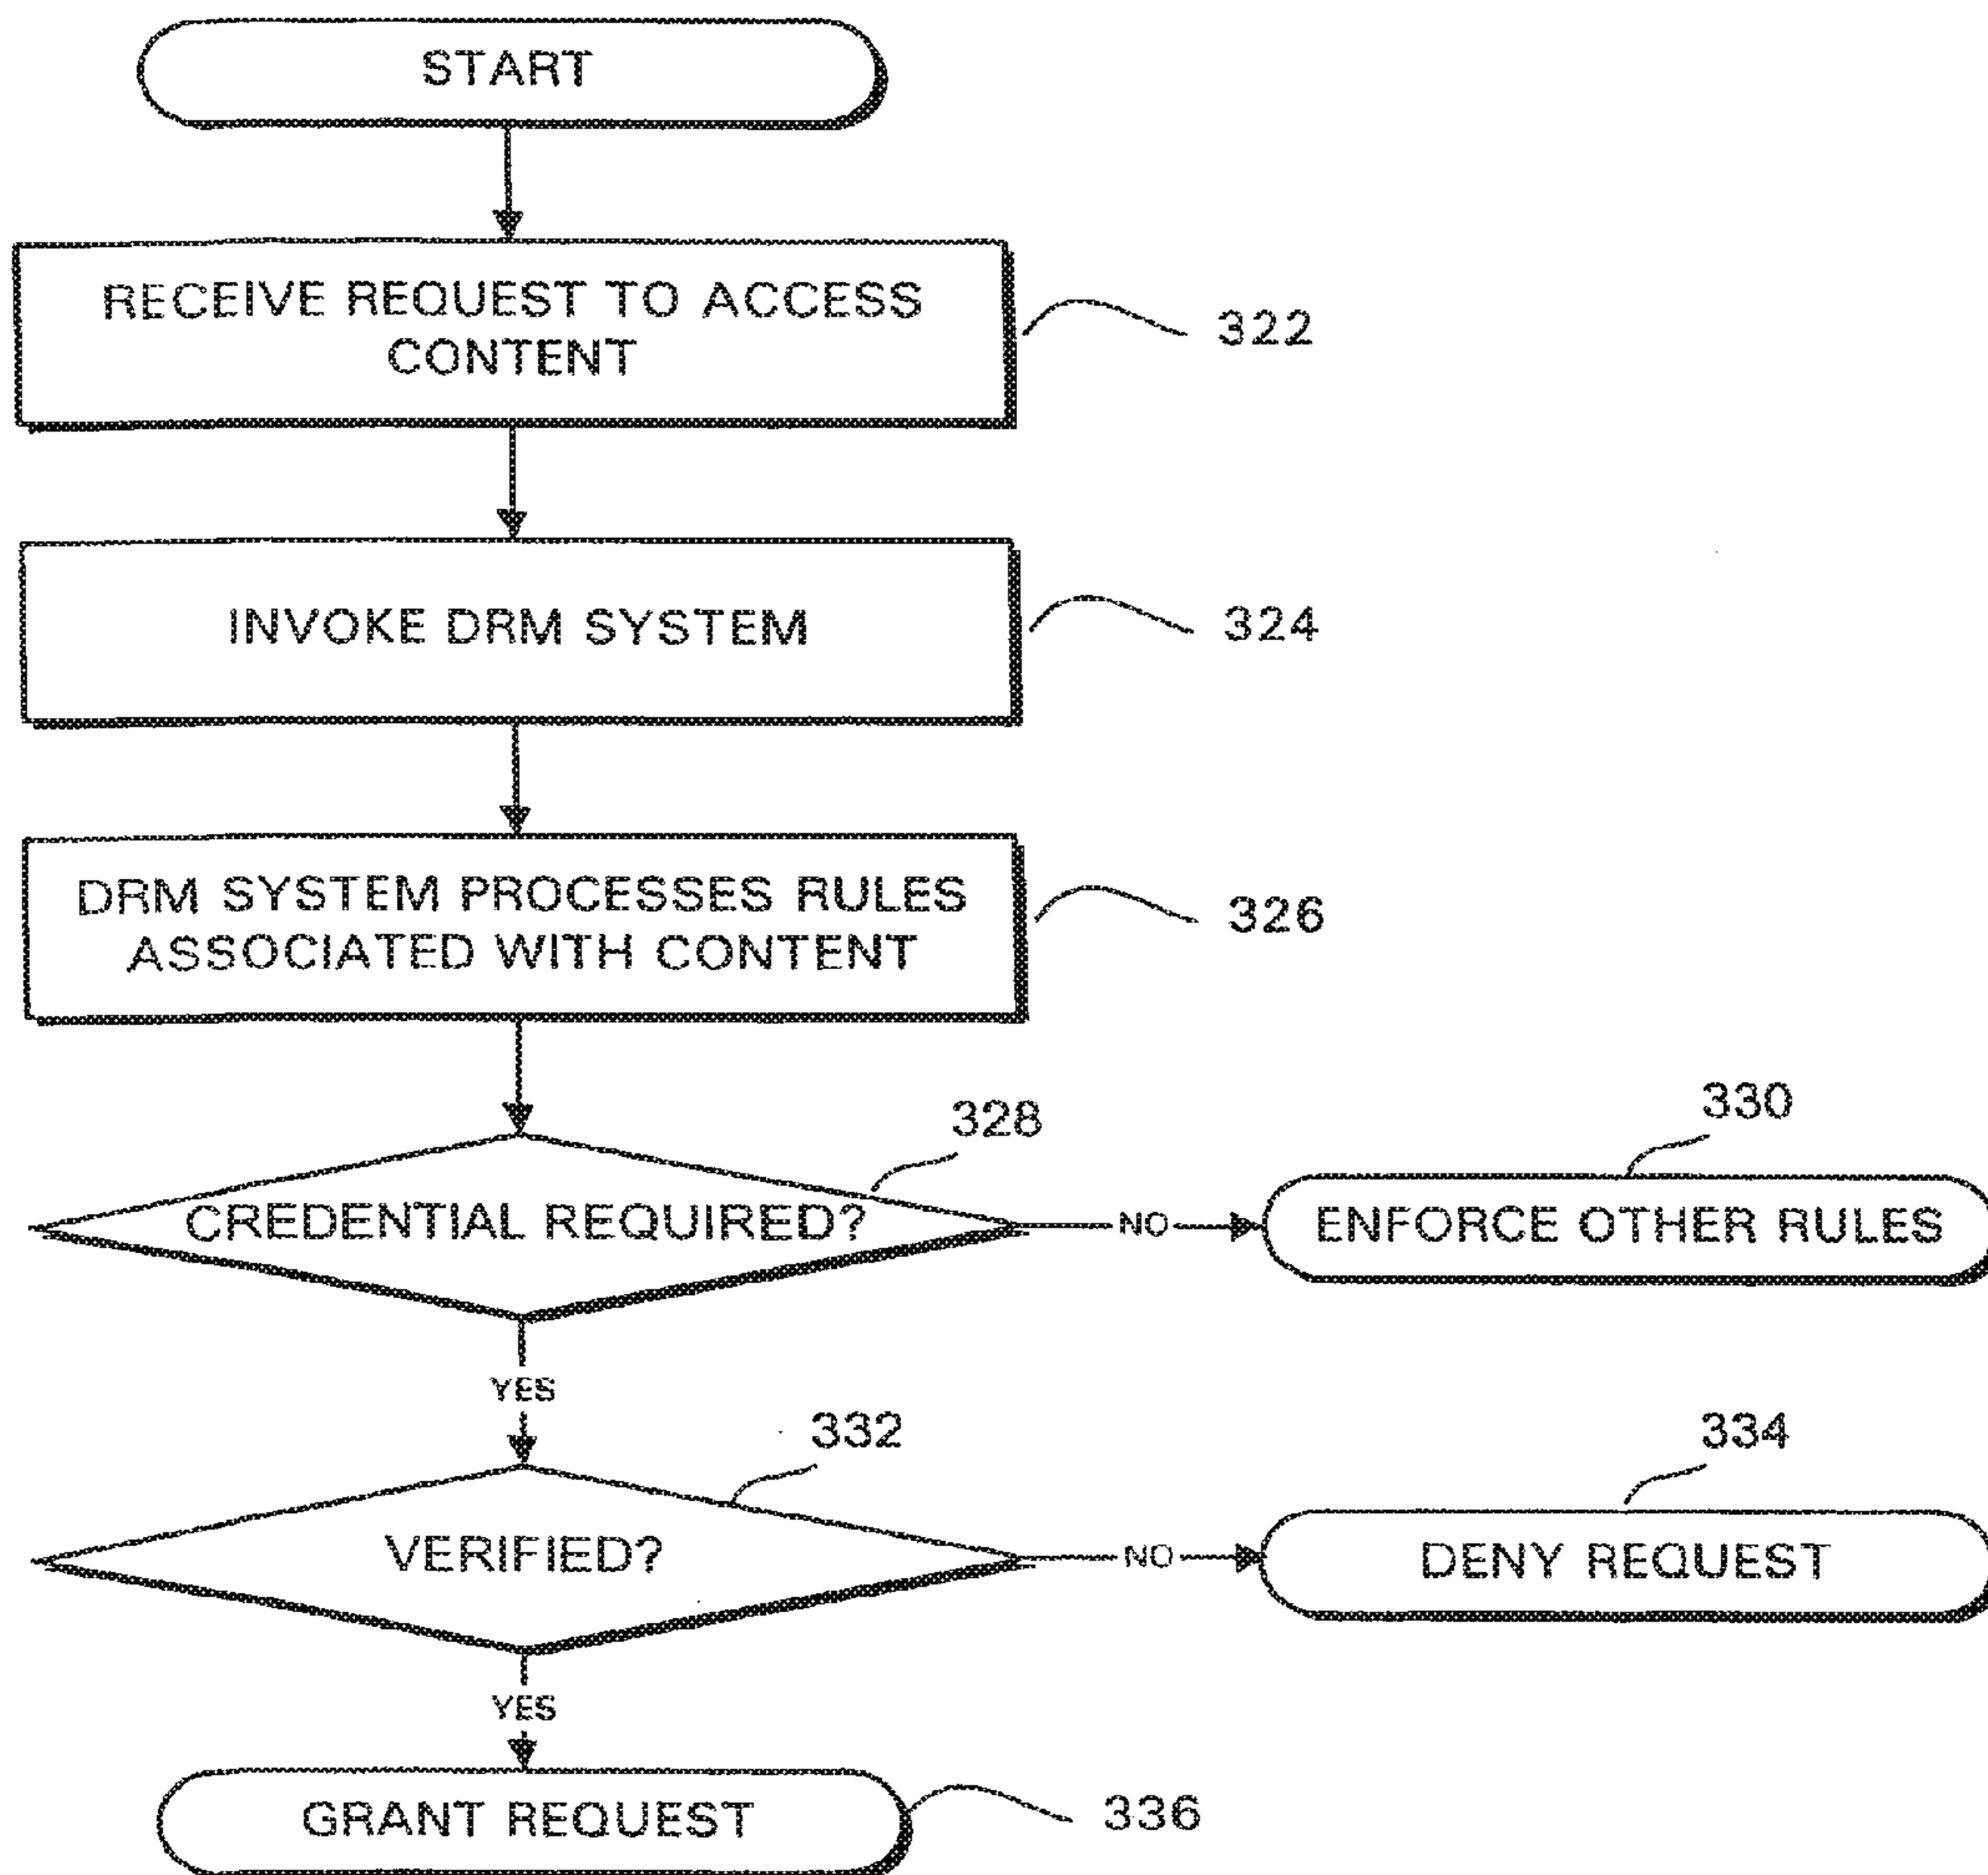 START
RECEIVE REQUEST TO ACCESS
CONTENT
322
INVOKE DRM SYSTEM
324
DRM SYSTEM PROCESSES RULES
ASSOCIATED WITH CONTENT
326
328
330
CREDENTIAL REQUIRED?
NO
ENFORCE OTHER RULES
YES
332
334
VERIFIED?
NO
DENY REQUEST
YES
GRANT REQUEST
336